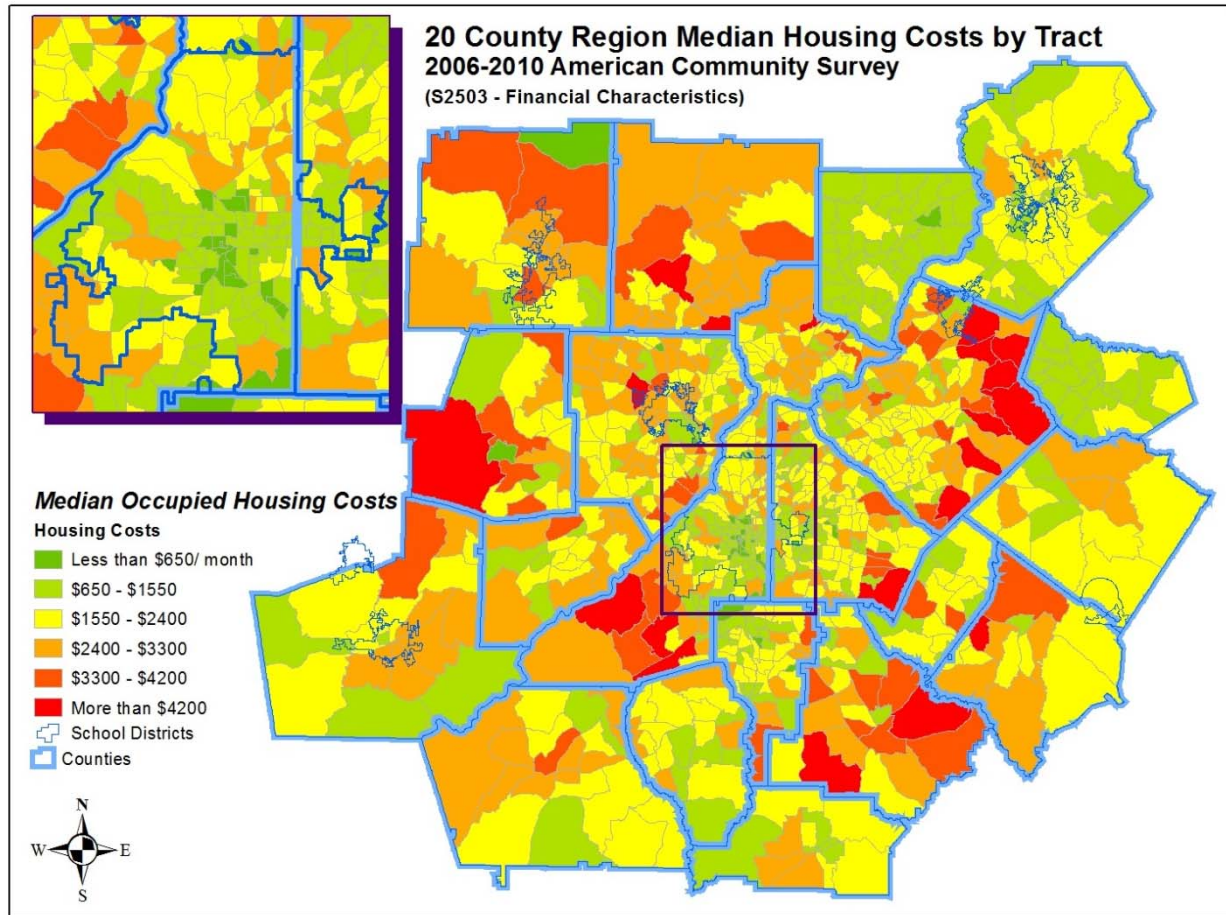 20 County Region Median Housing Costs by Tract
2006-2010 American Community Survey
(S2503 - Financial Characteristics)
Median Occupied Housing Costs
Housing Costs
Less than $650/ month
$650 - $1550
$1550 - $2400
$2400 - $3300
$3300 - $4200
More than $4200
School Districts
Counties
N
W E
S